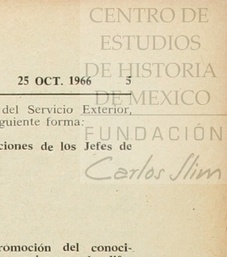 CENTRO DE
ESTUDIOS
DE HISTORIA
DE MEXICO
FUNDACIÓN
Carlos Slim
25 OCT. 1966 5
del Servicio Exterior,
guiente forma:
ciones de los Jefes de
romoción del conoci-